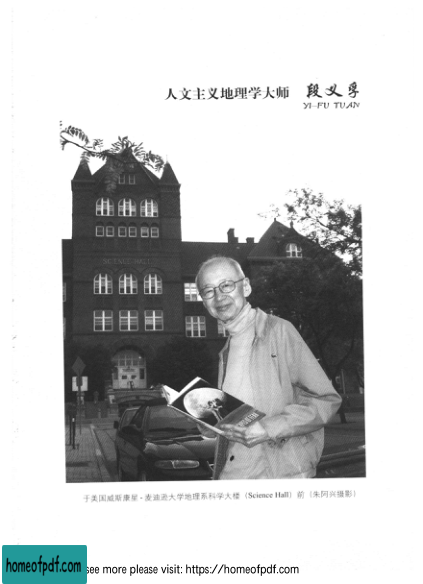 人文主义地理学大师 段义孚
YI-FU TUAN
SCIENCE HALL
于美国威斯康星-麦迪逊大学地理系科学大楼（Science Hall）前（朱阿兴摄影）
homeofpdf.com
see more please visit: https://homeofpdf.com